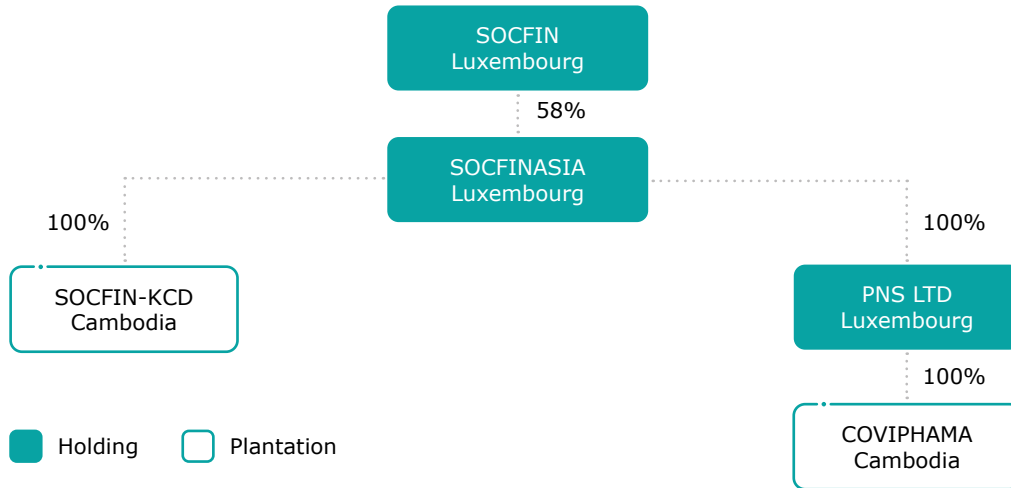 SOCFIN
Luxembourg
58%
SOCFINASIA
Luxembourg
100%
100%
SOCFIN-KCD
Cambodia
PNS LTD
Luxembourg
100%
COVIPHAMA
Cambodia
Holding
Plantation